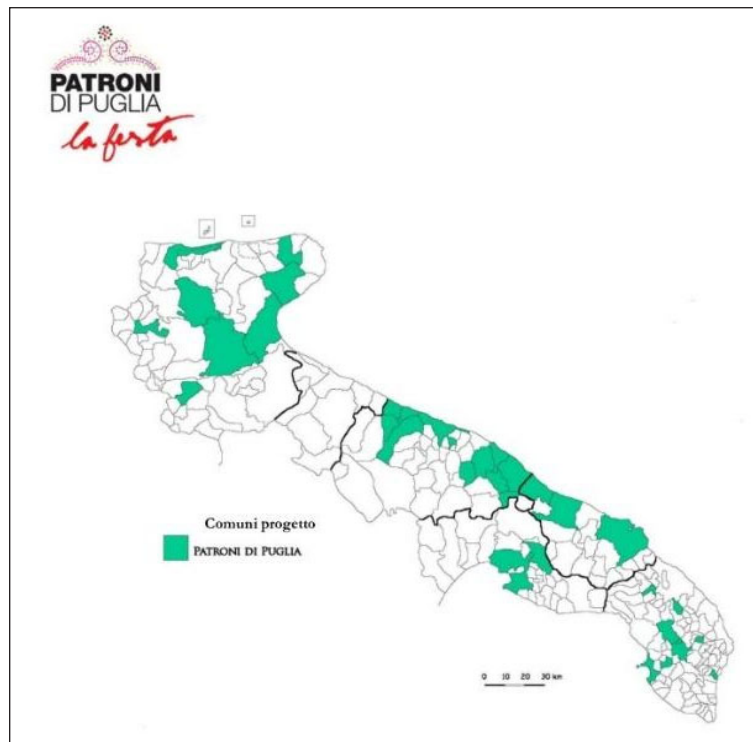 PATRONI
DI PUGLIA
la festa
Comuni progetto
PATRONI DI PUGLIA
0 10 20 30 km